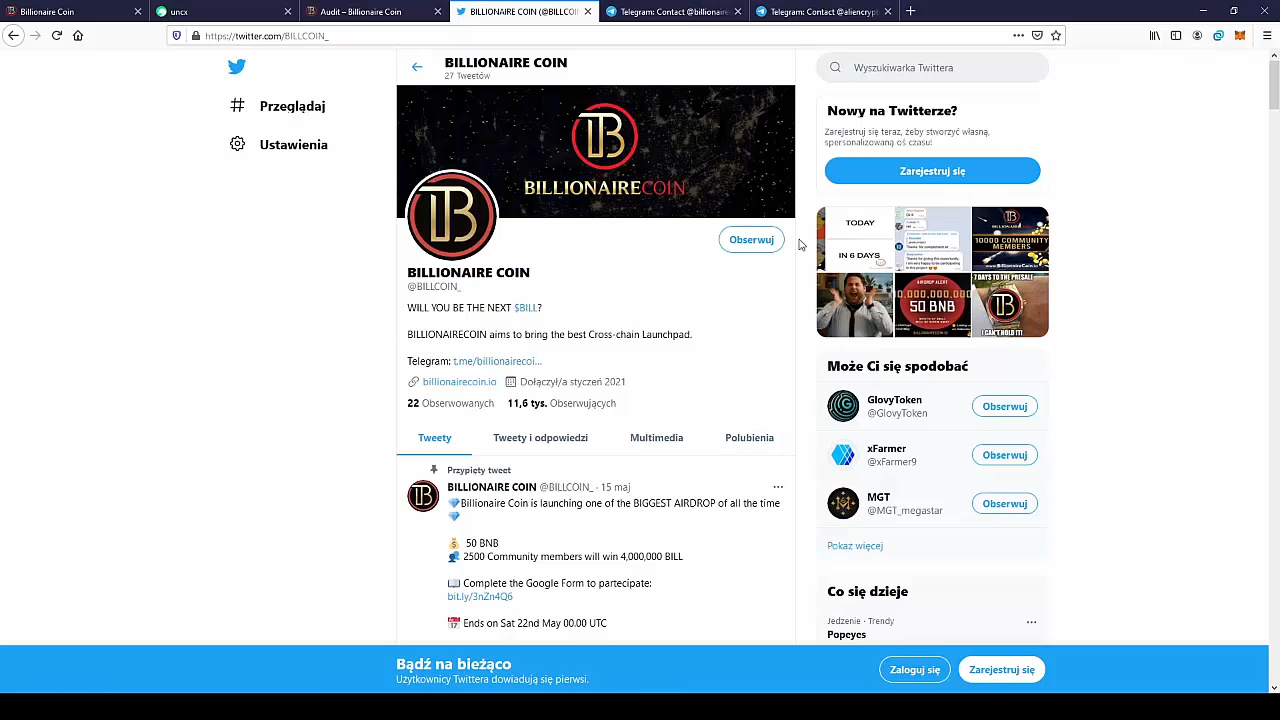 Billionaire Coin
uncx
Audit – Billionaire Coin
BILLIONAIRE COIN (@BILLCOI
Telegram: Contact @billionaire
Telegram: Contact @aliencrypt
https://twitter.com/BILLCOIN_
Przeglądaj
Ustawienia
BILLIONAIRE COIN
27 Tweetów
BILLIONAIRECOIN
Obserwuj
BILLIONAIRE COIN
@BILLCOIN_
WILL YOU BE THE NEXT $BILL?
BILLIONAIRECOIN aims to bring the best Cross-chain Launchpad.
Telegram: t.me/billionairecoi...
billionairecoin.io Dołączył/a styczeń 2021
22 Obserwowanych 11,6 tys. Obserwujących
Tweety
Tweety i odpowiedzi
Multimedia
Polubienia
Przypięty tweet
BILLIONAIRE COIN @BILLCOIN_ · 15 maj
💎Billionaire Coin is launching one of the BIGGEST AIRDROP of all the time
💎
💰 50 BNB
👥 2500 Community members will win 4,000,000 BILL
📖 Complete the Google Form to partecipate:
bit.ly/3nZn4Q6
📅 Ends on Sat 22nd May 00.00 UTC
Wyszukiwarka Twittera
Nowy na Twitterze?
Zarejestruj się teraz, żeby stworzyć własną,
spersonalizowaną oś czasu!
Zarejestruj się
TODAY
IN 6 DAYS
10000 COMMUNITY
MEMBERS
www.BillionaireCoin.io
AIRDROP ALERT
50 BNB
7 DAYS TO THE PRESALE
I CAN'T HOLD IT!
Może Ci się spodobać
GlovyToken
@GlovyToken
Obserwuj
xFarmer
@xFarmer9
Obserwuj
MGT
@MGT_megastar
Obserwuj
Pokaż więcej
Co się dzieje
Jedzenie · Trendy
Popeyes
Bądź na bieżąco
Użytkownicy Twittera dowiadują się pierwsi.
Zaloguj się
Zarejestruj się